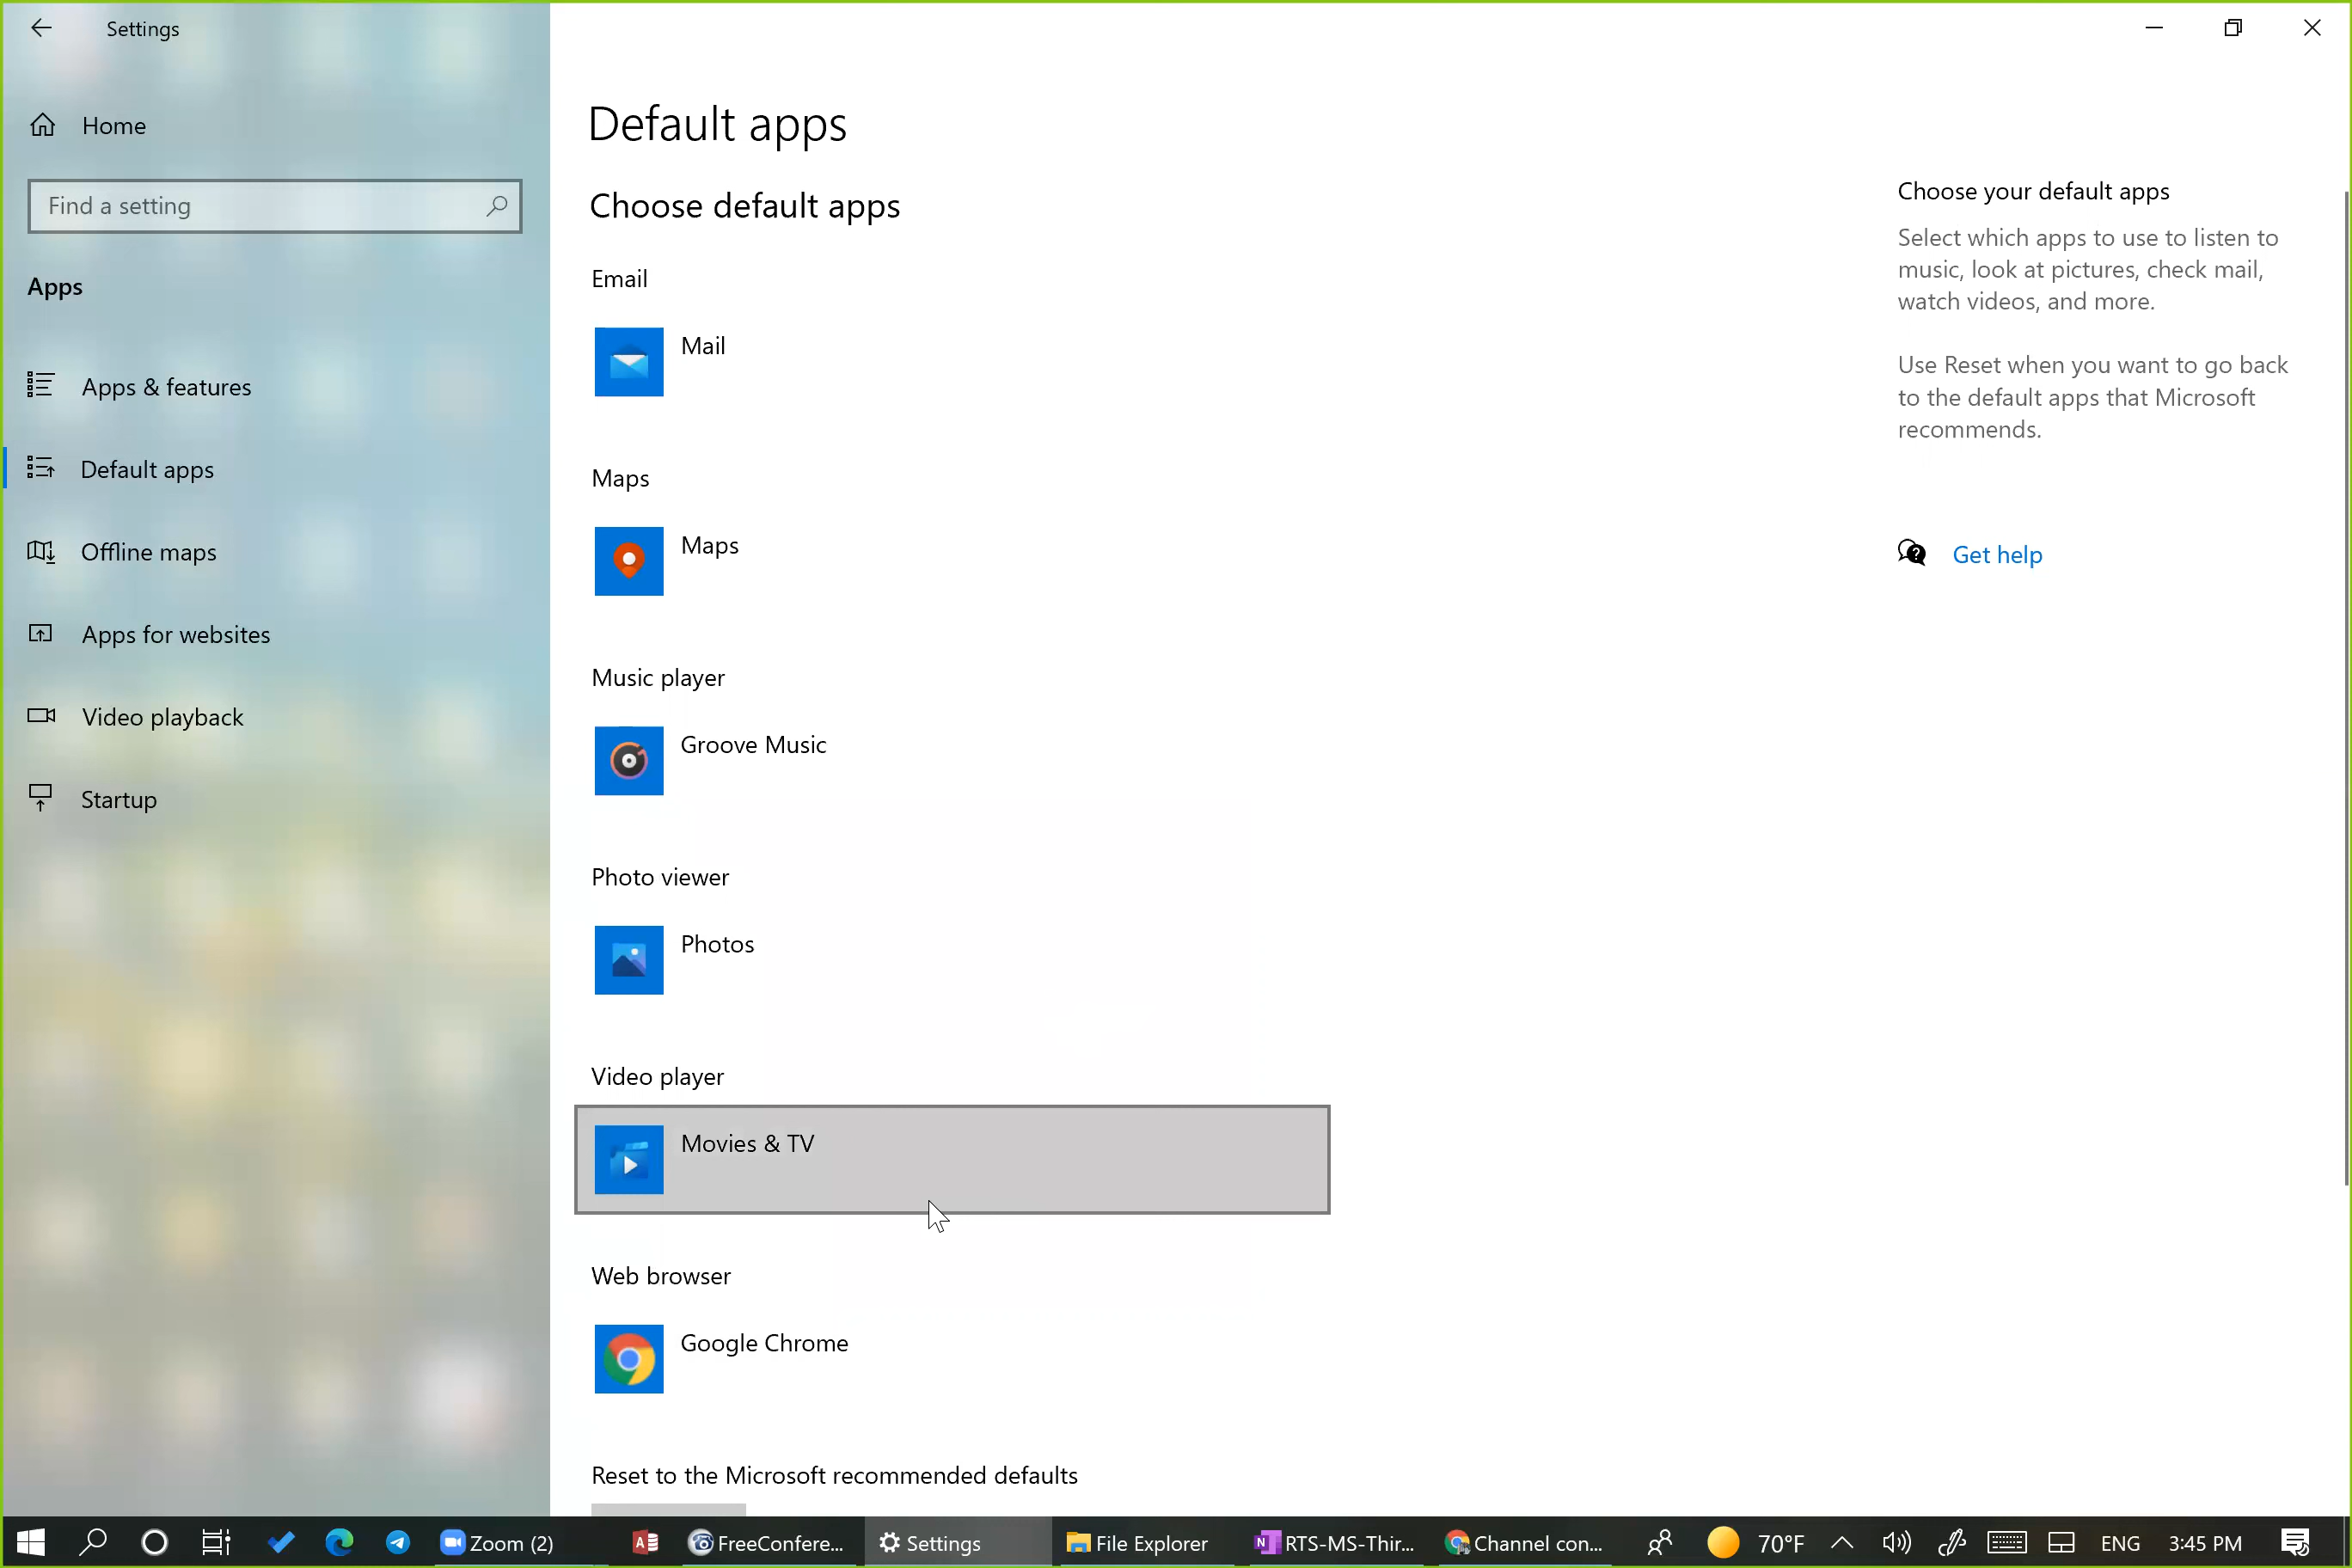 Settings
Home
Find a setting
Apps
Apps & features
Default apps
Offline maps
Apps for websites
Video playback
Startup
Default apps
Choose default apps
Email
Mail
Maps
Maps
Music player
Groove Music
Photo viewer
Photos
Video player
Movies & TV
Web browser
Google Chrome
Reset to the Microsoft recommended defaults
Choose your default apps
Select which apps to use to listen to
music, look at pictures, check mail,
watch videos, and more.
Use Reset when you want to go back
to the default apps that Microsoft
recommends.
Get help
Zoom (2)
FreeConfere...
Settings
File Explorer
RTS-MS-Thir...
Channel con...
70°F
ENG
3:45 PM